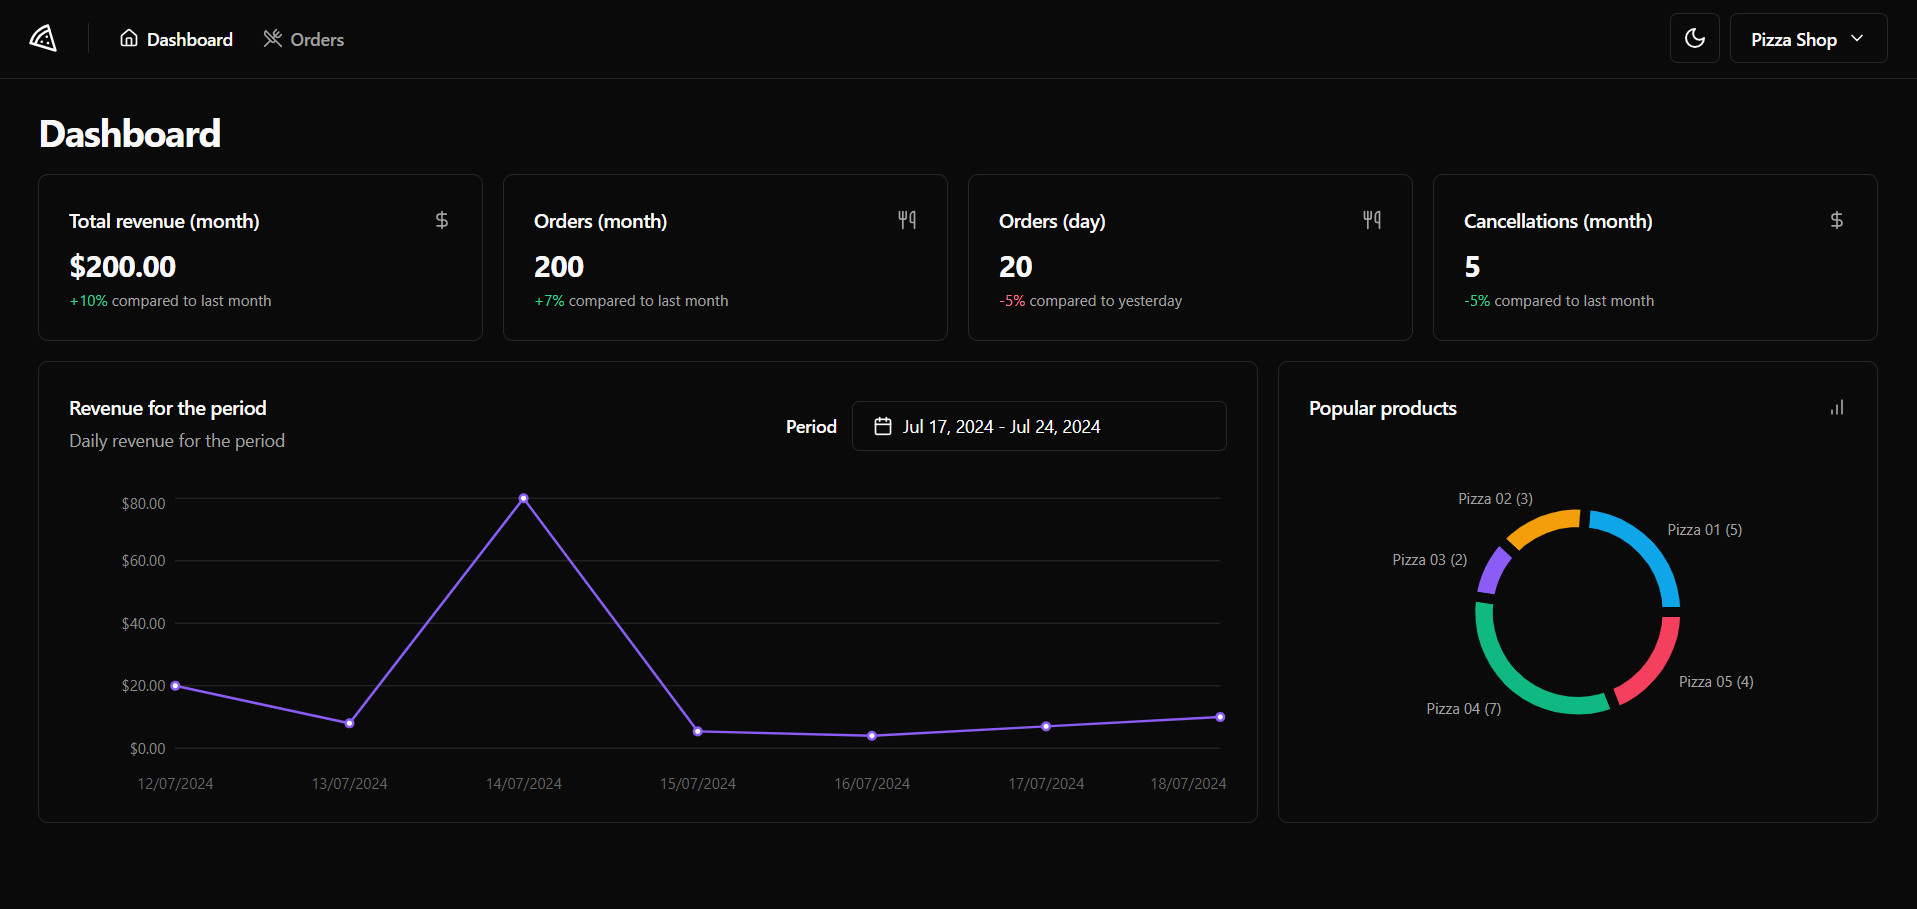 Dashboard
Orders
Pizza Shop
Dashboard
Total revenue (month)
$200.00
+10% compared to last month
Orders (month)
200
+7% compared to last month
Orders (day)
20
-5% compared to yesterday
Cancellations (month)
5
-5% compared to last month
Revenue for the period
Daily revenue for the period
Period
Jul 17, 2024 - Jul 24, 2024
$80.00
$60.00
$40.00
$20.00
$0.00
12/07/2024
13/07/2024
14/07/2024
15/07/2024
16/07/2024
17/07/2024
18/07/2024
Popular products
Pizza 02 (3)
Pizza 01 (5)
Pizza 03 (2)
Pizza 05 (4)
Pizza 04 (7)